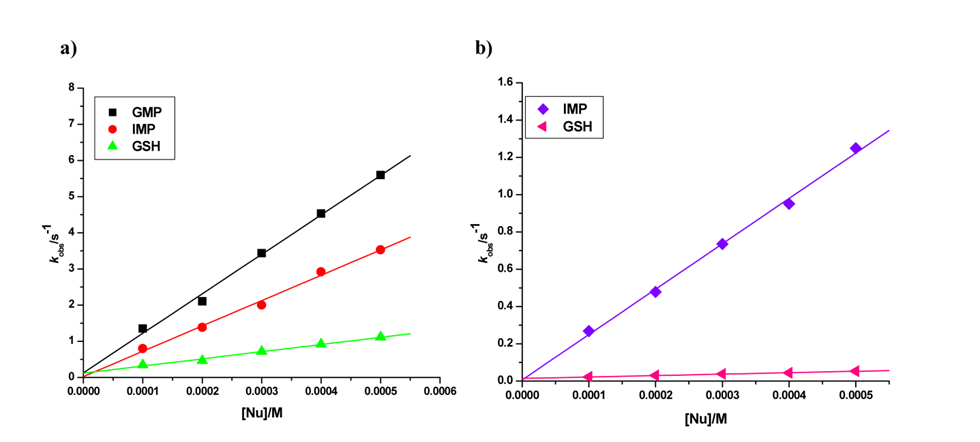 a)
8
7
6
5
4
3
2
1
0
GMP
IMP
GSH
k_obs/s⁻¹
0.0000 0.0001 0.0002 0.0003 0.0004 0.0005 0.0006
[Nu]/M
b)
1.6
1.4
1.2
1.0
0.8
0.6
0.4
0.2
0.0
IMP
GSH
k_obs/s⁻¹
0.0000 0.0001 0.0002 0.0003 0.0004 0.0005
[Nu]/M